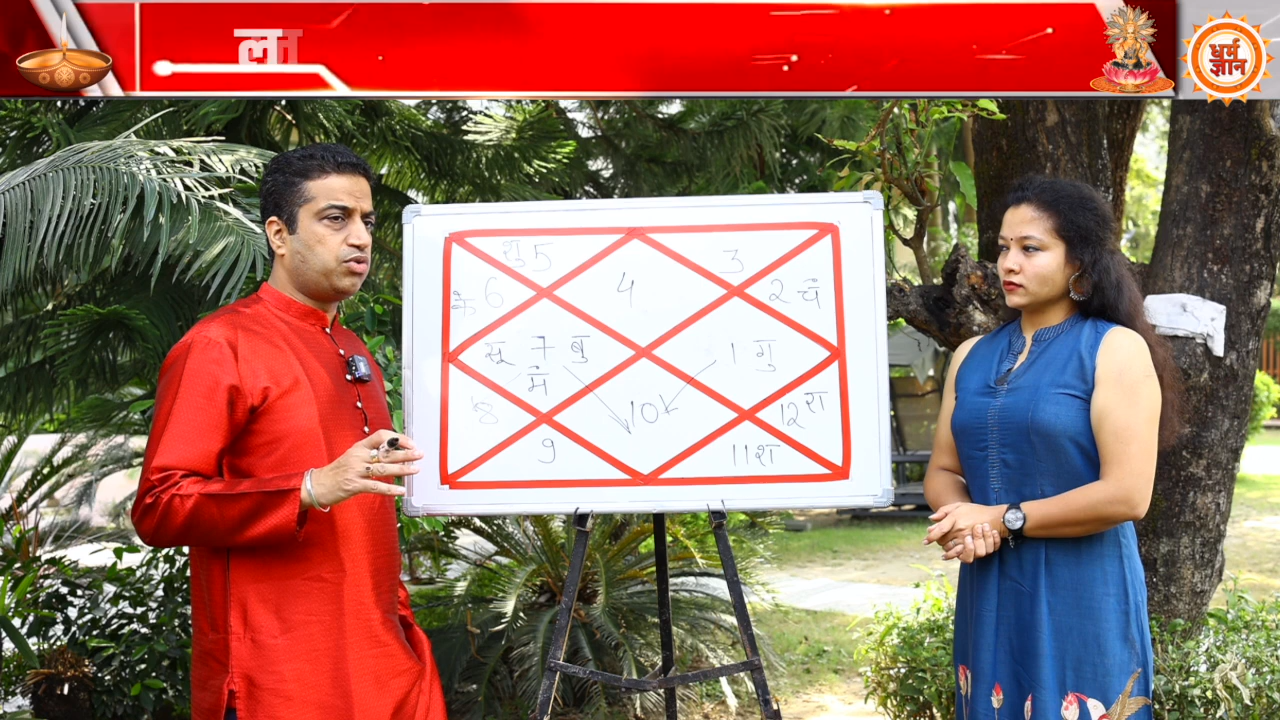 ला
धर्म
ज्ञान
शु 5
3
के 6
4
2 चं
सू 7 बु
1 गु
मं
8
10
12 रा
9
11 श